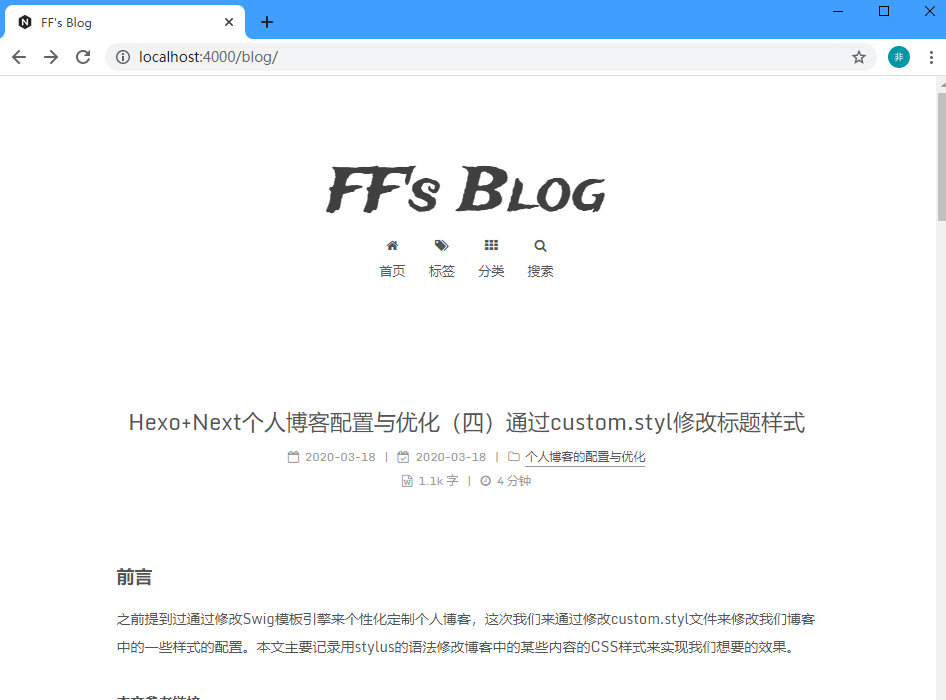 FF's Blog
localhost:4000/blog/
非
FF's Blog
首页 标签 分类 搜索
Hexo+Next个人博客配置与优化（四）通过custom.styl修改标题样式
2020-03-18 | 2020-03-18 | 个人博客的配置与优化
1.1k 字 | 4 分钟
前言
之前提到过通过修改Swig模板引擎来个性化定制个人博客，这次我们来通过修改custom.styl文件来修改我们博客
中的一些样式的配置。本文主要记录用stylus的语法修改博客中的某些内容的CSS样式来实现我们想要的效果。